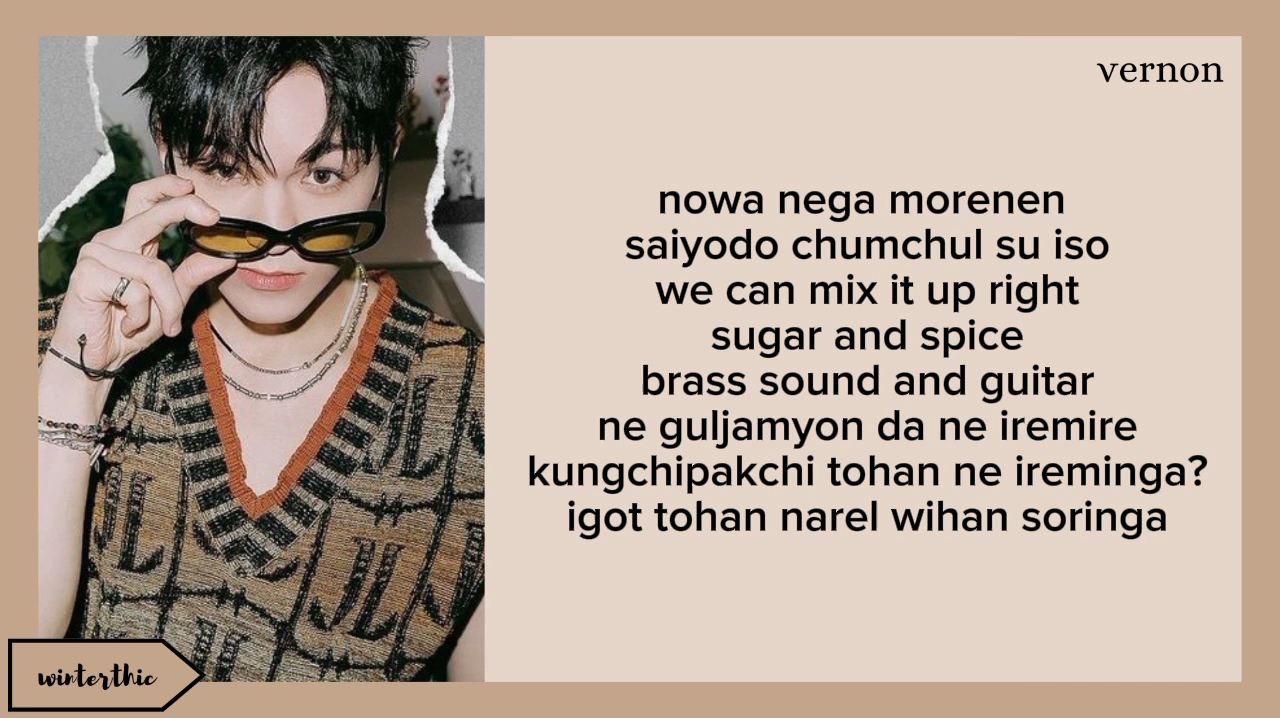 vernon
nowa nega morenen
saiyodo chumchul su iso
we can mix it up right
sugar and spice
brass sound and guitar
ne guljamyon da ne iremire
kungchipakchi tohan ne ireminga?
igot tohan narel wihan soringa
winterthic